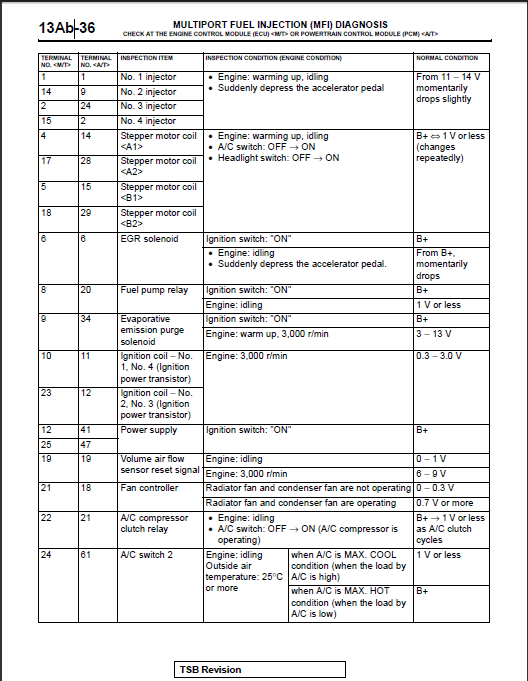 13Ab-36
MULTIPORT FUEL INJECTION (MFI) DIAGNOSIS
CHECK AT THE ENGINE CONTROL MODULE (ECU) <M/T> OR POWERTRAIN CONTROL MODULE (PCM) <A/T>
TERMINAL NO. <M/T> TERMINAL NO. <A/T> INSPECTION ITEM INSPECTION CONDITION (ENGINE CONDITION) NORMAL CONDITION
1 1 No. 1 injector • Engine: warming up, idling From 11 – 14 V
14 9 No. 2 injector • Suddenly depress the accelerator pedal momentarily
2 24 No. 3 injector drops slightly
15 2 No. 4 injector
4 14 Stepper motor coil • Engine: warming up, idling B+ ⇔ 1 V or less
<A1> • A/C switch: OFF → ON (changes
17 28 Stepper motor coil • Headlight switch: OFF → ON repeatedly)
<A2>
5 15 Stepper motor coil
<B1>
18 29 Stepper motor coil
<B2>
6 6 EGR solenoid Ignition switch: "ON" B+
• Engine: idling From B+,
• Suddenly depress the accelerator pedal. momentarily
drops
8 20 Fuel pump relay Ignition switch: "ON" B+
Engine: idling 1 V or less
9 34 Evaporative Ignition switch: "ON" B+
emission purge Engine: warm up, 3,000 r/min 3 – 13 V
solenoid
10 11 Ignition coil – No. Engine: 3,000 r/min 0.3 – 3.0 V
1, No. 4 (Ignition
power transistor)
23 12 Ignition coil – No.
2, No. 3 (Ignition
power transistor)
12 41 Power supply Ignition switch: "ON" B+
25 47
19 19 Volume air flow Engine: idling 0 – 1 V
sensor reset signal Engine: 3,000 r/min 6 – 9 V
21 18 Fan controller Radiator fan and condenser fan are not operating 0 – 0.3 V
Radiator fan and condenser fan are operating 0.7 V or more
22 21 A/C compressor • Engine: idling B+ → 1 V or less
clutch relay • A/C switch: OFF → ON (A/C compressor is as A/C clutch
operating) cycles
24 61 A/C switch 2 Engine: idling when A/C is MAX. COOL 1 V or less
Outside air condition (when the load by
temperature: 25°C A/C is high)
or more when A/C is MAX. HOT B+
condition (when the load by
A/C is low)
TSB Revision